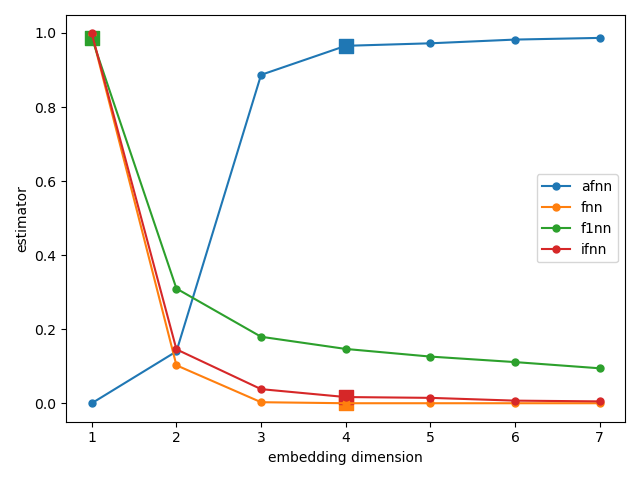 1.0
0.8
0.6
0.4
0.2
0.0
estimator
afnn
fnn
f1nn
ifnn
1 2 3 4 5 6 7
embedding dimension